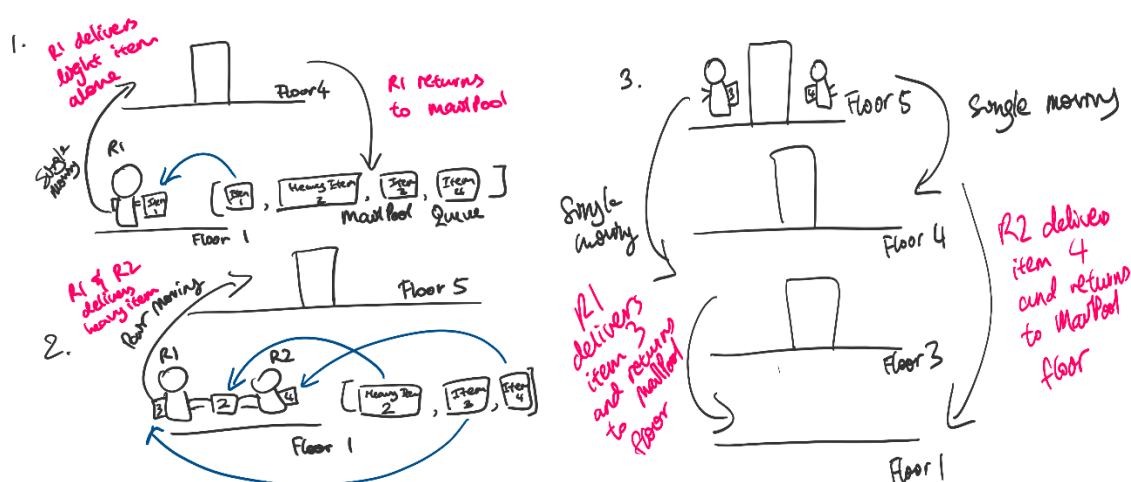 1.
R1 delivers
light item
alone
Floor 4
R1 returns
to mailPool
Single
moving
R1
Item
1
[
Item
1
,
Heavy Item
2
,
Item
3
,
Item
4
]
MailPool Queue
Floor 1
2.
R1 & R2
delivers
heavy item
Pair moving
Floor 5
R1
R2
3
2
4
[
Heavy Item
2
,
Item
3
,
Item
4
]
Floor 1
3.
3
4
Floor 5
Single moving
Single
moving
Floor 4
R1
delivers
item 3
and returns
to mailpool
floor
R2 delivers
item 4
and returns
to MailPool
floor
Floor 3
Floor 1